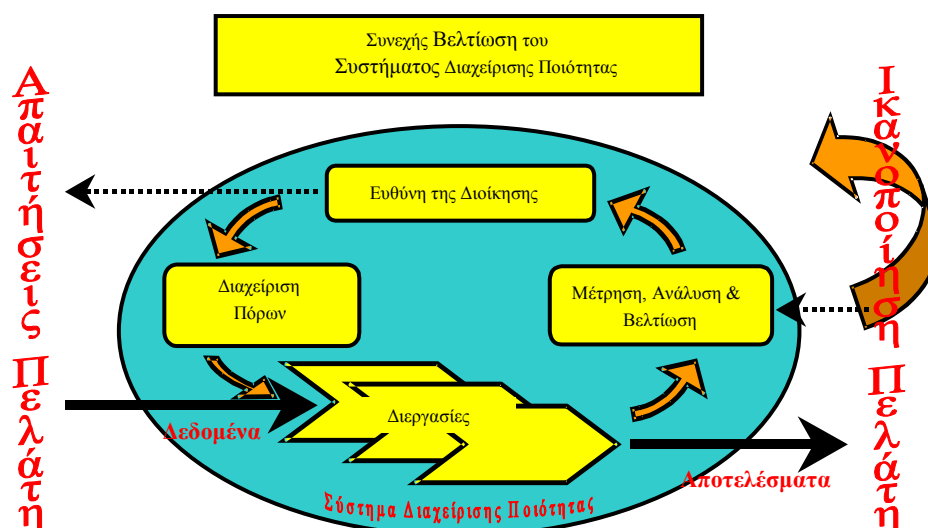 Συνεχής Βελτίωση του
Συστήματος Διαχείρισης Ποιότητας
Απαιτήσεις Πελάτη
Ικανοποίηση Πελάτη
Ευθύνη της Διοίκησης
Διαχείριση
Πόρων
Μέτρηση, Ανάλυση &
Βελτίωση
Διεργασίες
Δεδομένα
Αποτελέσματα
Σύστημα Διαχείρισης Ποιότητας